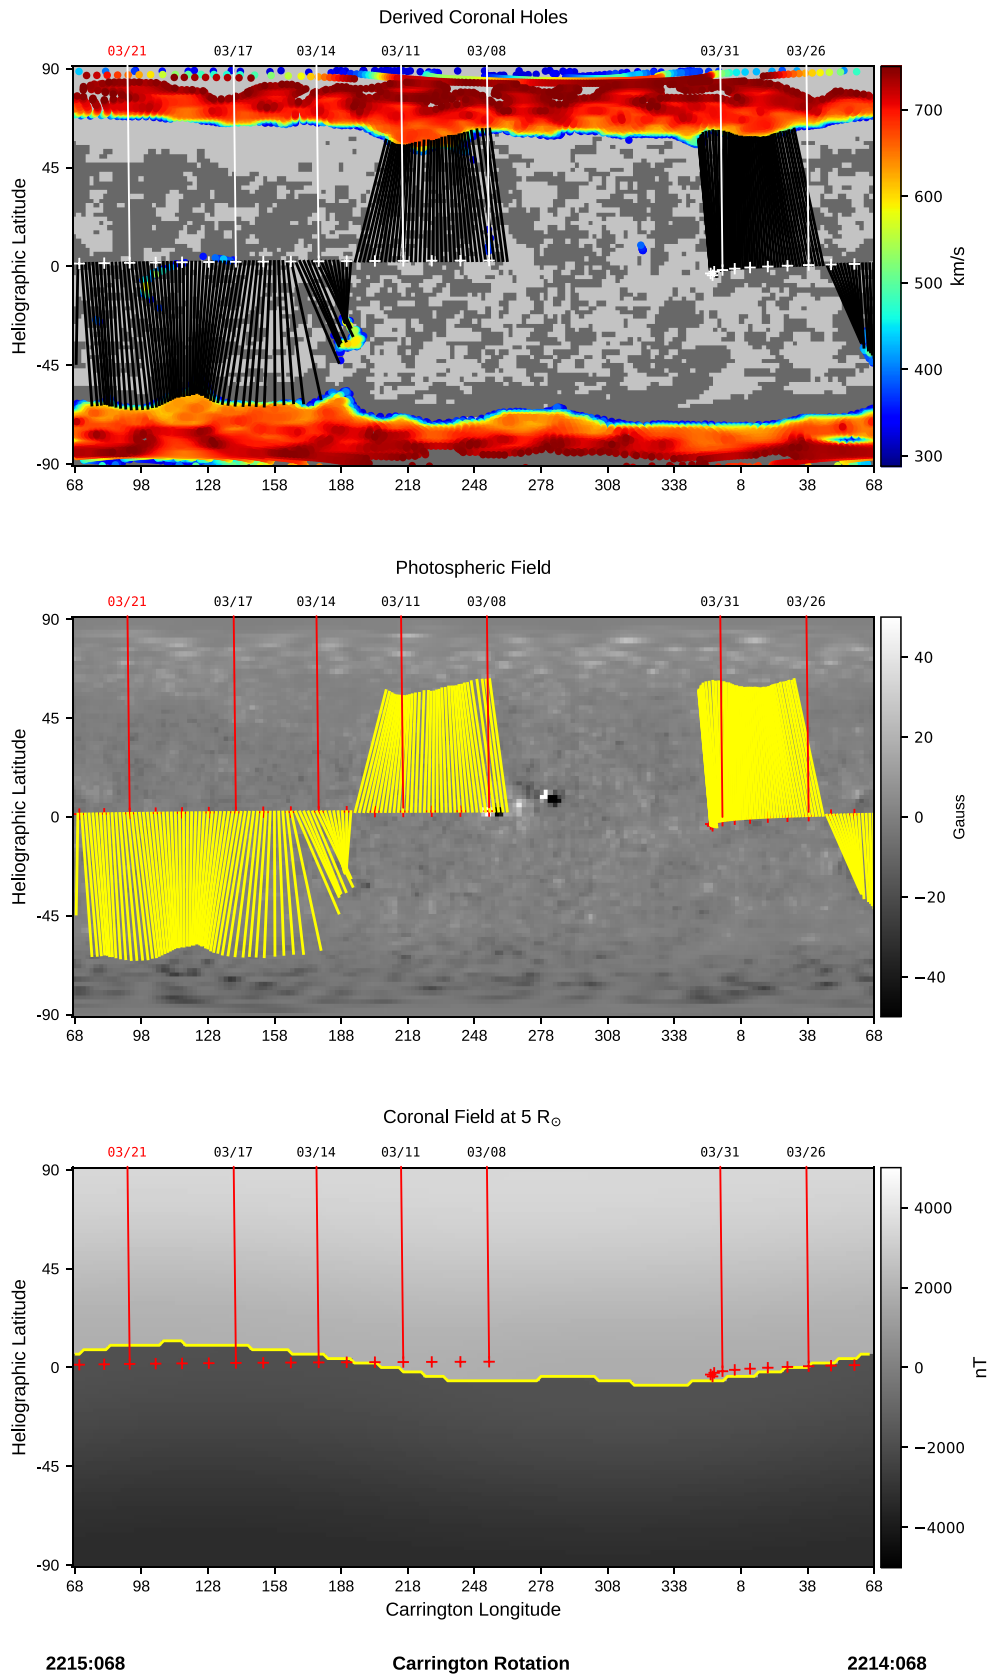 Derived Coronal Holes
03/21 03/17 03/14 03/11 03/08 03/31 03/26
90
45
0
-45
-90
Heliographic Latitude
68 98 128 158 188 218 248 278 308 338 8 38 68
700
600
500
400
300
km/s
Photospheric Field
03/21 03/17 03/14 03/11 03/08 03/31 03/26
90
45
0
-45
-90
Heliographic Latitude
68 98 128 158 188 218 248 278 308 338 8 38 68
40
20
0
−20
−40
Gauss
Coronal Field at 5 R☉
03/21 03/17 03/14 03/11 03/08 03/31 03/26
90
45
0
-45
-90
Heliographic Latitude
68 98 128 158 188 218 248 278 308 338 8 38 68
Carrington Longitude
4000
2000
0
−2000
−4000
nT
2215:068 Carrington Rotation 2214:068